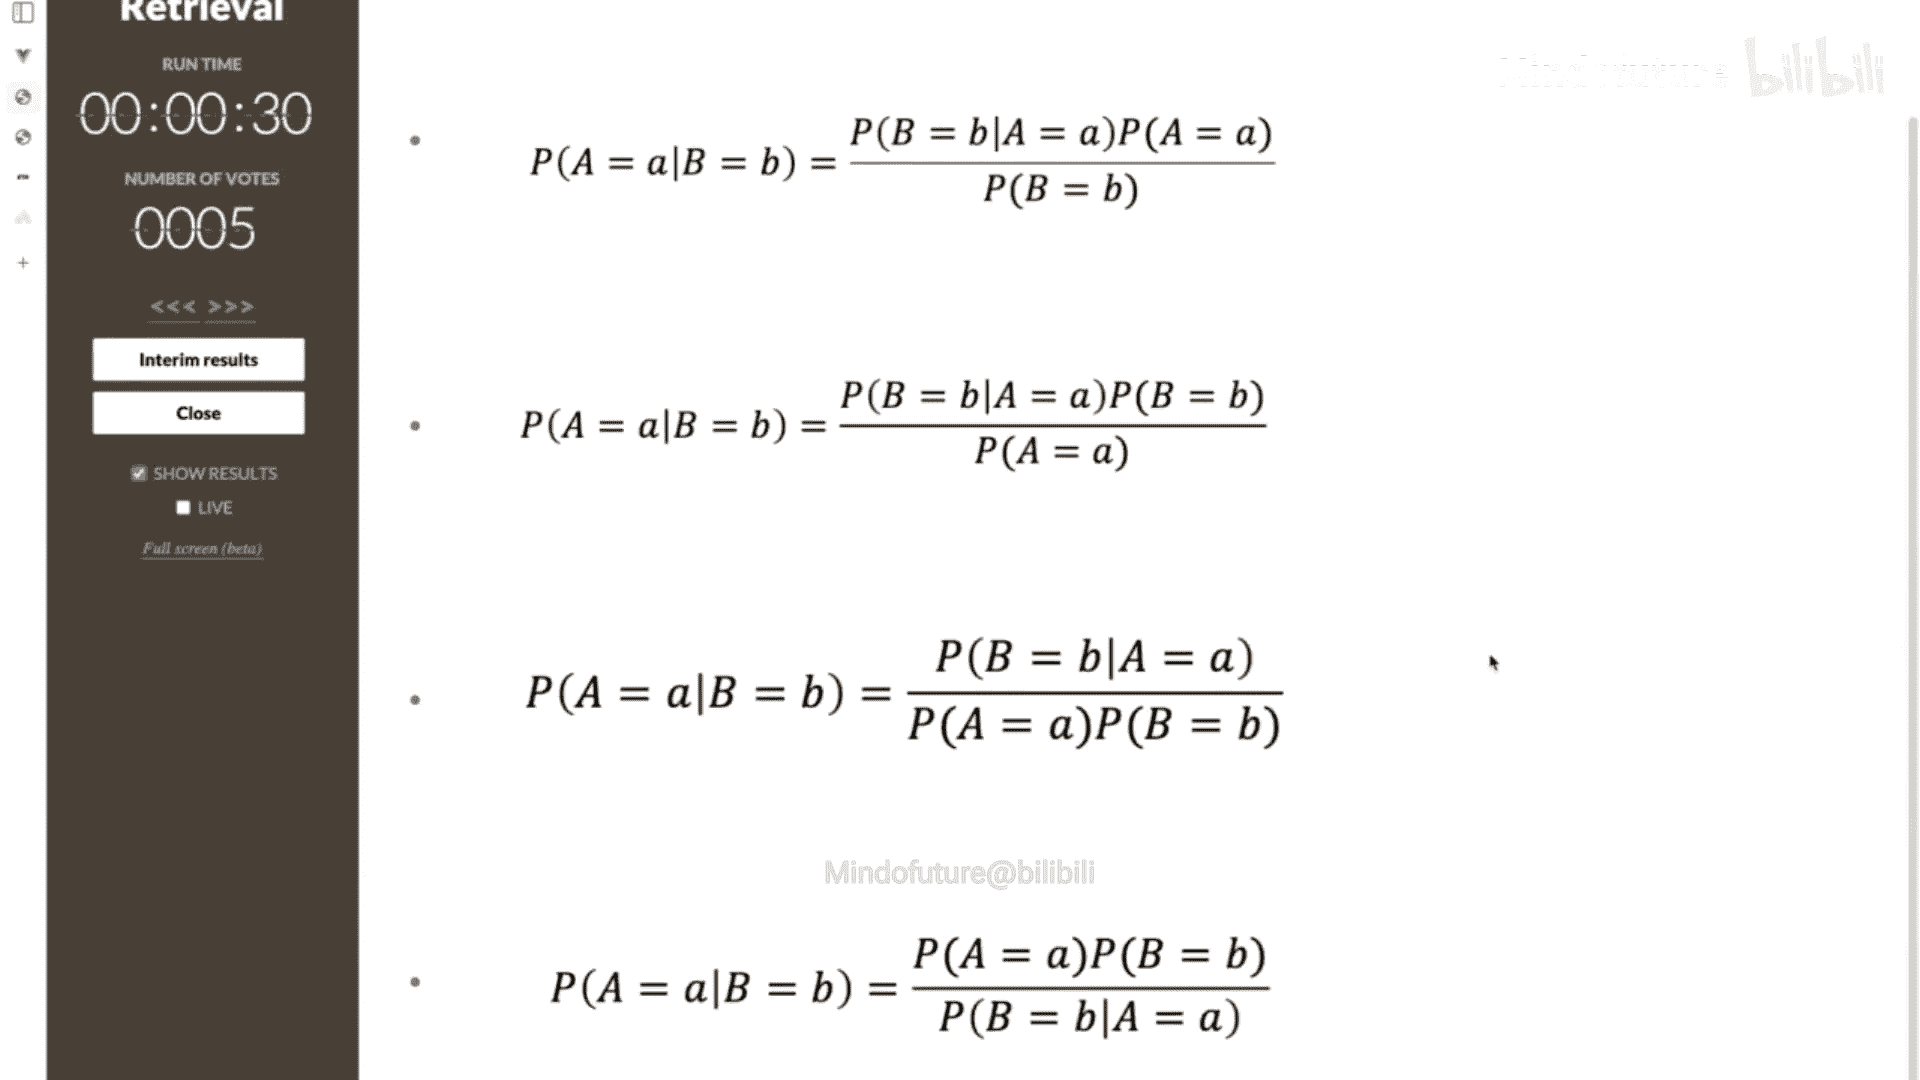 Retrieval
RUN TIME
00:00:30
NUMBER OF VOTES
0005
<<< >>>
Interim results
Close
SHOW RESULTS
LIVE
Full screen (beta)
bilibili
P(A = a|B = b) = P(B = b|A = a)P(A = a) / P(B = b)
P(A = a|B = b) = P(B = b|A = a)P(B = b) / P(A = a)
P(A = a|B = b) = P(B = b|A = a) / P(A = a)P(B = b)
Mindofuture@bilibili
P(A = a|B = b) = P(A = a)P(B = b) / P(B = b|A = a)